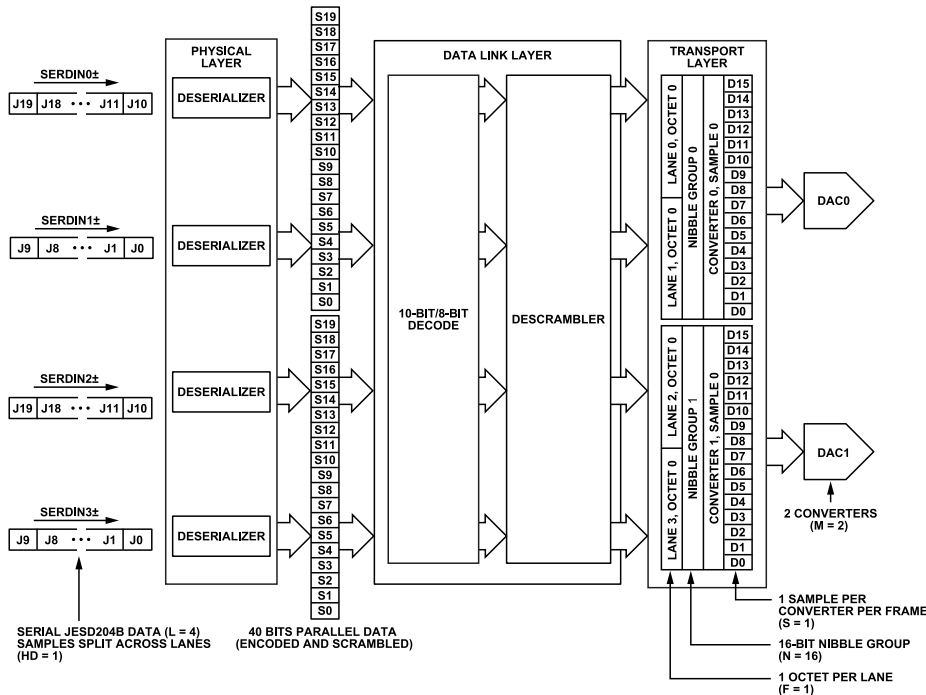 SERDIN0±
J19 J18 ••• J11 J10
SERDIN1±
J9 J8 ••• J1 J0
SERDIN2±
J19 J18 ••• J11 J10
SERDIN3±
J9 J8 ••• J1 J0
SERIAL JESD204B DATA (L = 4)
SAMPLES SPLIT ACROSS LANES
(HD = 1)
PHYSICAL
LAYER
DESERIALIZER
DESERIALIZER
DESERIALIZER
DESERIALIZER
S19
S18
S17
S16
S15
S14
S13
S12
S11
S10
S9
S8
S7
S6
S5
S4
S3
S2
S1
S0
S19
S18
S17
S16
S15
S14
S13
S12
S11
S10
S9
S8
S7
S6
S5
S4
S3
S2
S1
S0
40 BITS PARALLEL DATA
(ENCODED AND SCRAMBLED)
DATA LINK LAYER
10-BIT/8-BIT
DECODE
DESCRAMBLER
TRANSPORT
LAYER
LANE 0, OCTET 0
LANE 1, OCTET 0
NIBBLE GROUP 0
CONVERTER 0, SAMPLE 0
D15
D14
D13
D12
D11
D10
D9
D8
D7
D6
D5
D4
D3
D2
D1
D0
LANE 2, OCTET 0
LANE 3, OCTET 0
NIBBLE GROUP 1
CONVERTER 1, SAMPLE 0
D15
D14
D13
D12
D11
D10
D9
D8
D7
D6
D5
D4
D3
D2
D1
D0
DAC0
DAC1
2 CONVERTERS
(M = 2)
1 SAMPLE PER
CONVERTER PER FRAME
(S = 1)
16-BIT NIBBLE GROUP
(N = 16)
1 OCTET PER LANE
(F = 1)